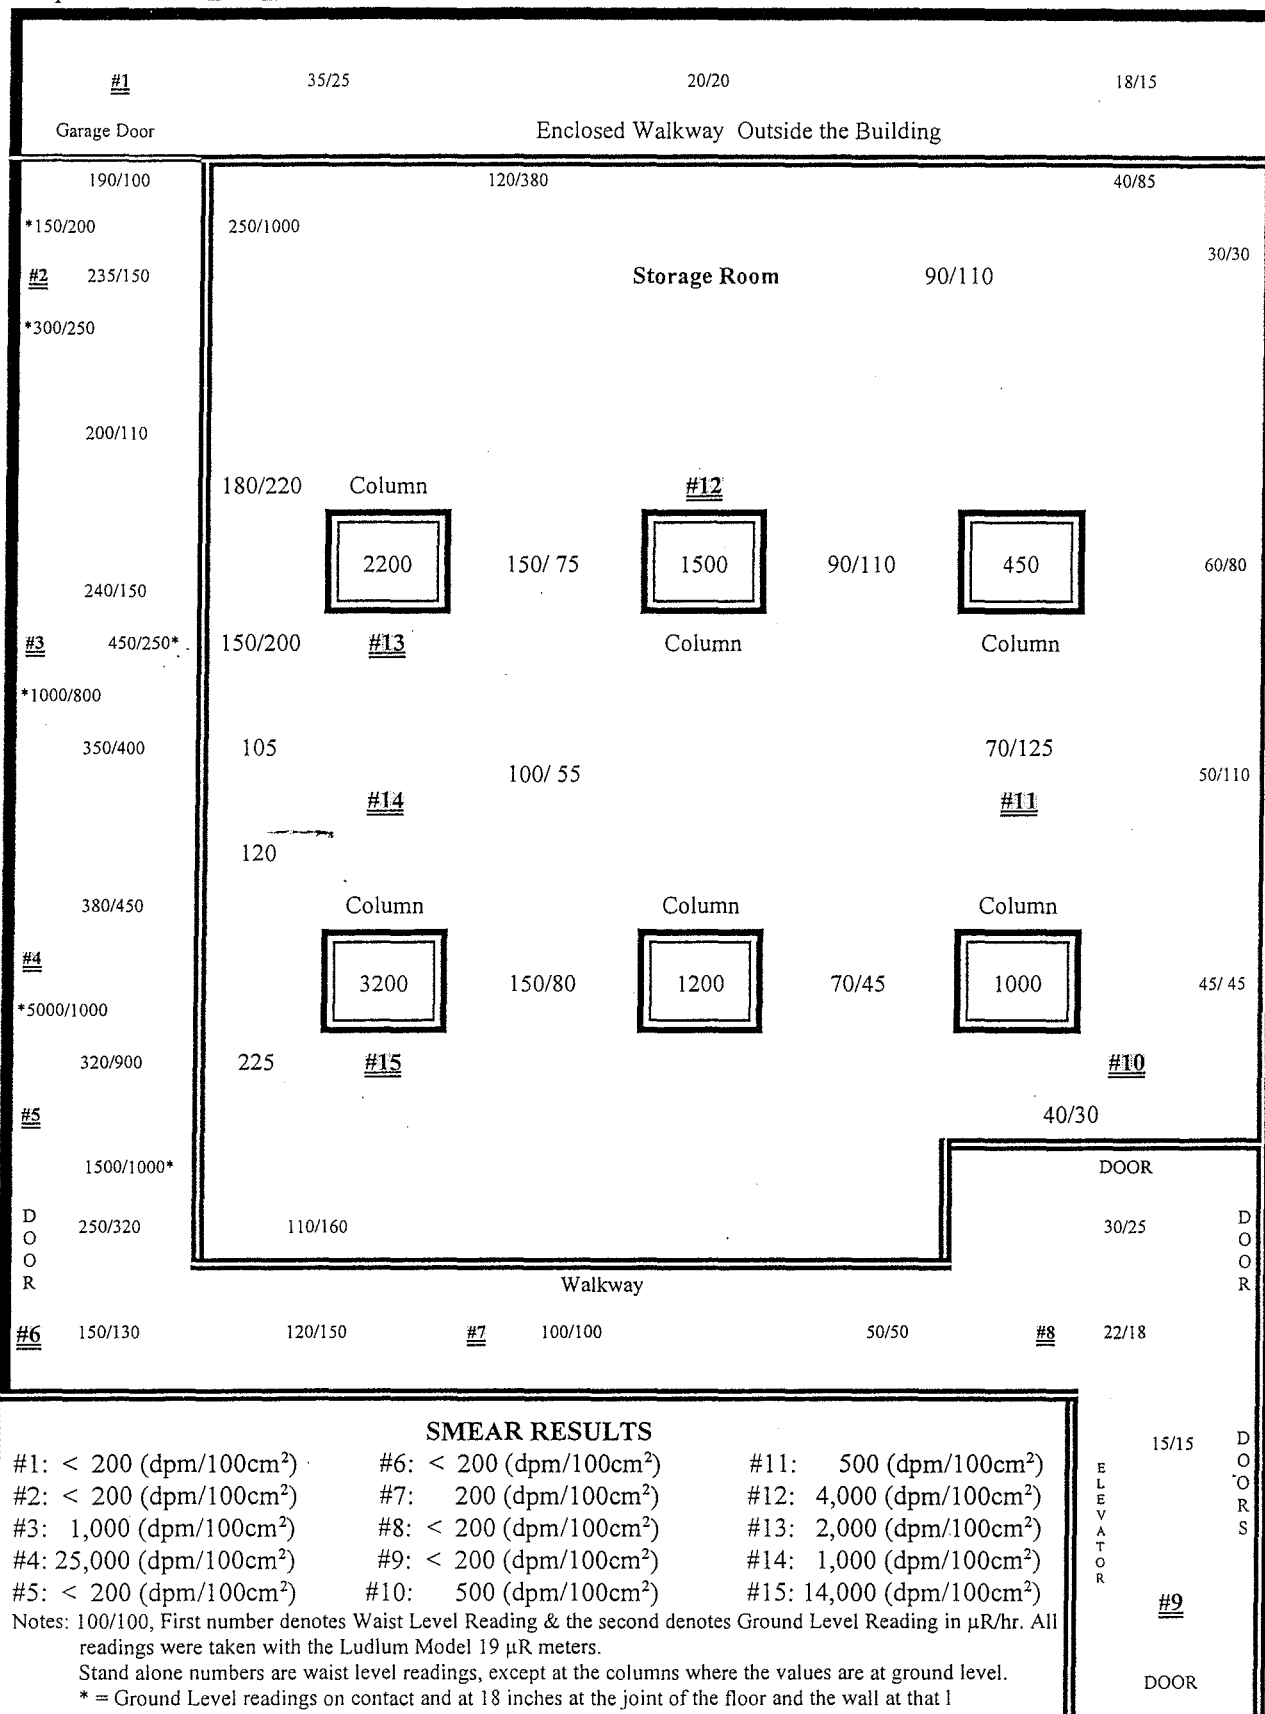 #1 35/25 20/20 18/15
Garage Door Enclosed Walkway Outside the Building
190/100 120/380 40/85
*150/200 250/1000
30/30
#2 235/150 Storage Room 90/110
*300/250
200/110
180/220 Column #12
2200 150/ 75 1500 90/110 450 60/80
240/150
#3 450/250* 150/200 #13 Column Column
*1000/800
350/400 105 70/125
100/ 55 50/110
#14 #11
120
380/450 Column Column Column
#4
3200 150/80 1200 70/45 1000 45/ 45
*5000/1000
320/900 225 #15 #10
#5 40/30
1500/1000* DOOR
DOOR 250/320 110/160 30/25 DOOR
Walkway
#6 150/130 120/150 #7 100/100 50/50 #8 22/18
SMEAR RESULTS
15/15 DOORS
ELEVATOR
#1: < 200 (dpm/100cm²) #6: < 200 (dpm/100cm²) #11: 500 (dpm/100cm²)
#2: < 200 (dpm/100cm²) #7: 200 (dpm/100cm²) #12: 4,000 (dpm/100cm²)
#3: 1,000 (dpm/100cm²) #8: < 200 (dpm/100cm²) #13: 2,000 (dpm/100cm²)
#4: 25,000 (dpm/100cm²) #9: < 200 (dpm/100cm²) #14: 1,000 (dpm/100cm²)
#5: < 200 (dpm/100cm²) #10: 500 (dpm/100cm²) #15: 14,000 (dpm/100cm²)
#9
Notes: 100/100, First number denotes Waist Level Reading & the second denotes Ground Level Reading in µR/hr. All
readings were taken with the Ludlum Model 19 µR meters.
Stand alone numbers are waist level readings, except at the columns where the values are at ground level.
* = Ground Level readings on contact and at 18 inches at the joint of the floor and the wall at that l
DOOR